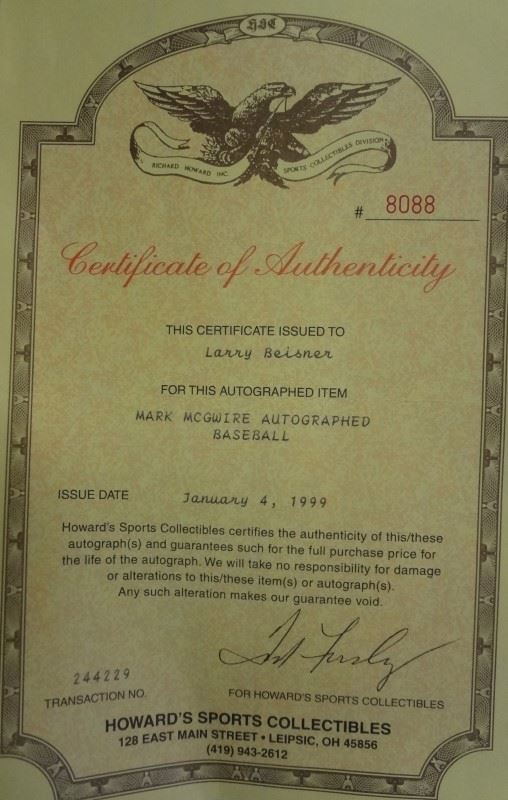 HSC
RICHARD HOWARD INC. SPORTS COLLECTIBLES DIVISION
# 8088
Certificate of Authenticity
THIS CERTIFICATE ISSUED TO
Larry Beisner
FOR THIS AUTOGRAPHED ITEM
MARK MCGWIRE AUTOGRAPHED
BASEBALL
ISSUE DATE January 4, 1999
Howard's Sports Collectibles certifies the authenticity of this/these
autograph(s) and guarantees such for the full purchase price for
the life of the autograph. We will take no responsibility for damage
or alterations to this/these item(s) or autograph(s).
Any such alteration makes our guarantee void.
244229
TRANSACTION NO.
FOR HOWARD'S SPORTS COLLECTIBLES
HOWARD'S SPORTS COLLECTIBLES
128 EAST MAIN STREET • LEIPSIC, OH 45856
(419) 943-2612